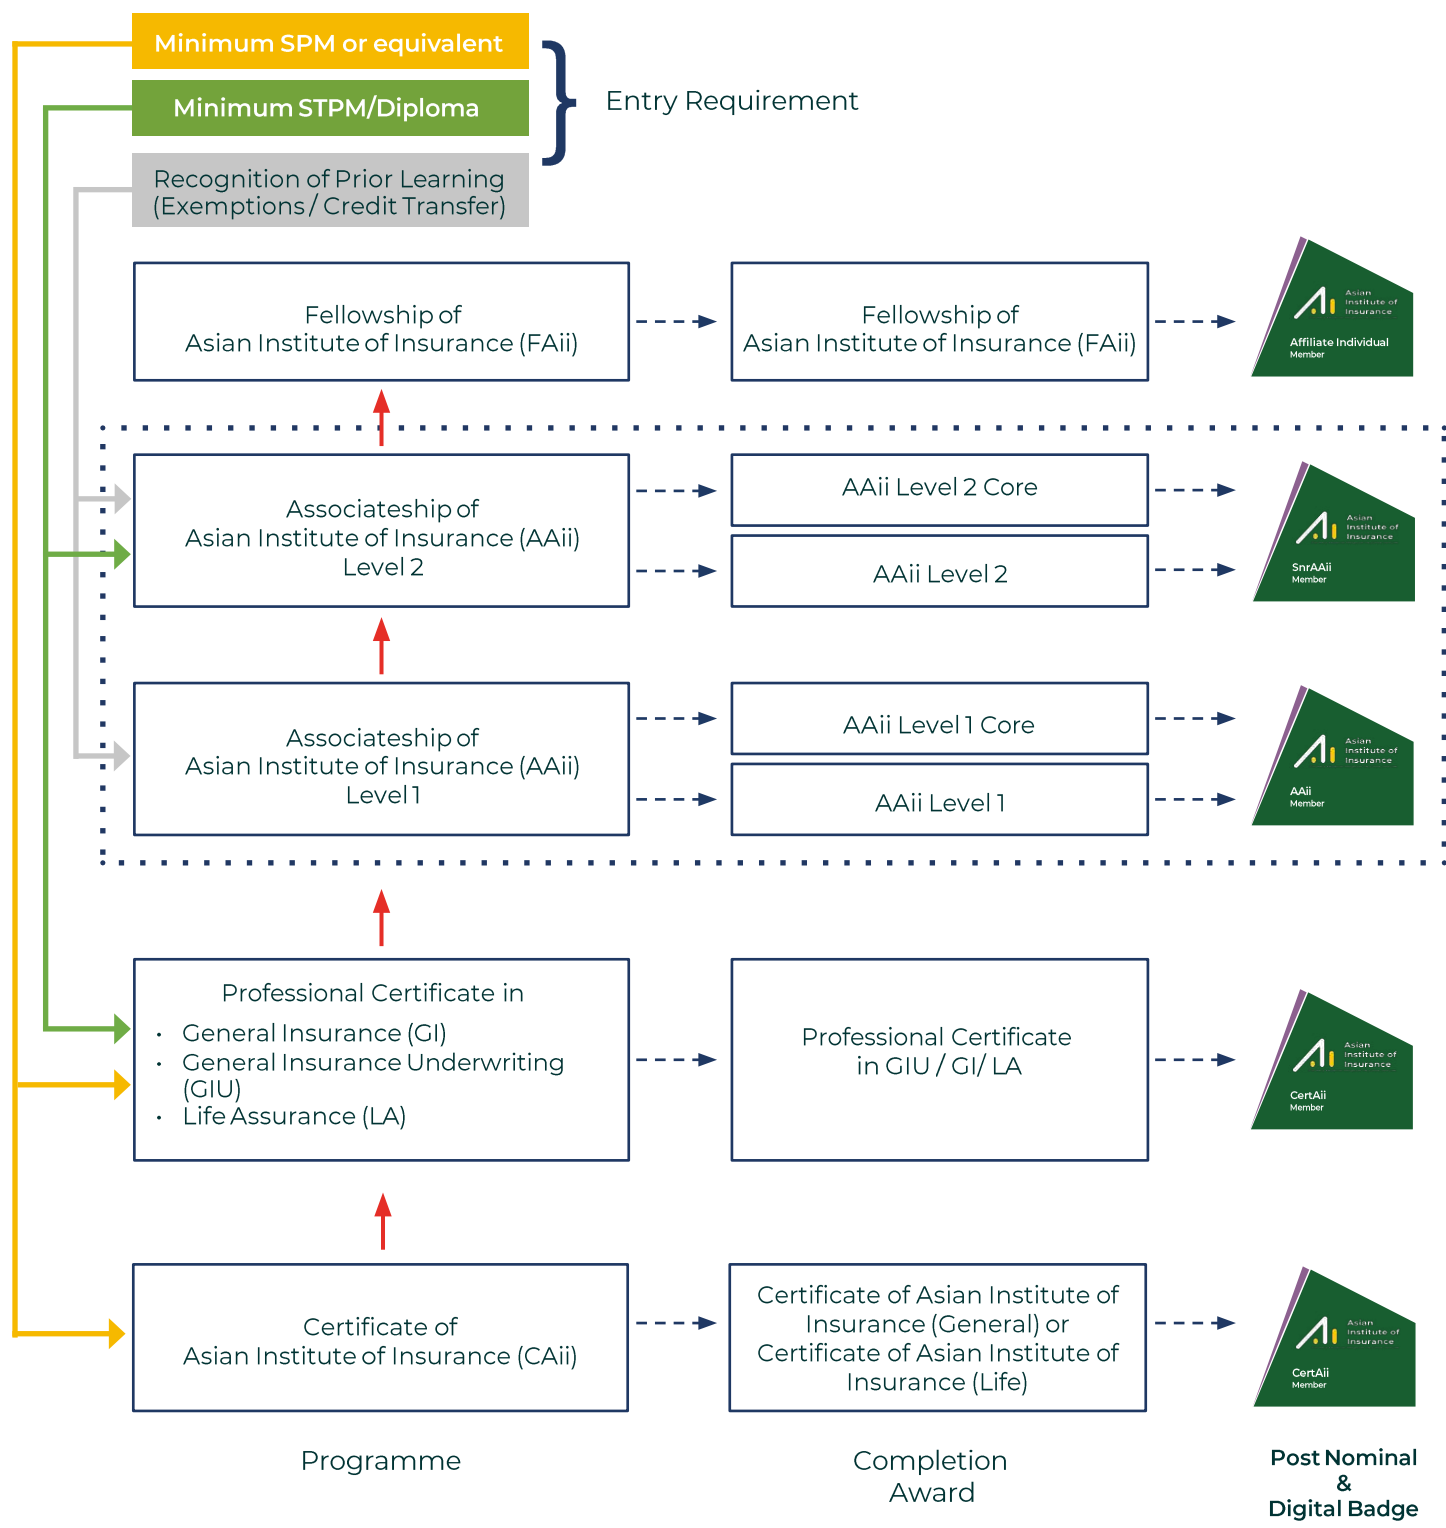 Minimum SPM or equivalent
Minimum STPM/Diploma
Entry Requirement
Recognition of Prior Learning
(Exemptions / Credit Transfer)
Fellowship of
Asian Institute of Insurance (FAii)
Fellowship of
Asian Institute of Insurance (FAii)
Asian
Institute of
Insurance
Affiliate Individual
Member
Associateship of
Asian Institute of Insurance (AAii)
Level 2
AAii Level 2 Core
AAii Level 2
Asian
Institute of
Insurance
SnrAAii
Member
Associateship of
Asian Institute of Insurance (AAii)
Level 1
AAii Level 1 Core
AAii Level 1
Asian
Institute of
Insurance
AAii
Member
Professional Certificate in
• General Insurance (GI)
• General Insurance Underwriting
(GIU)
• Life Assurance (LA)
Professional Certificate
in GIU / GI/ LA
Asian
Institute of
Insurance
CertAii
Member
Certificate of
Asian Institute of Insurance (CAii)
Certificate of Asian Institute of
Insurance (General) or
Certificate of Asian Institute of
Insurance (Life)
Asian
Institute of
Insurance
CertAii
Member
Programme
Completion
Award
Post Nominal
&
Digital Badge